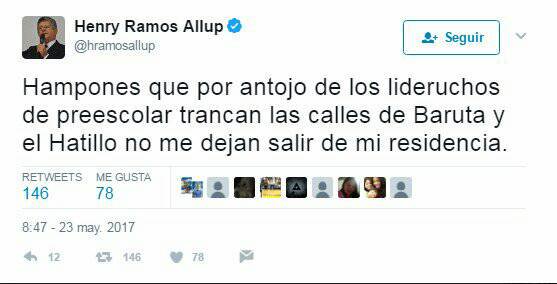 Henry Ramos Allup
@hramosallup
Seguir
Hampones que por antojo de los lideruchos
de preescolar trancan las calles de Baruta y
el Hatillo no me dejan salir de mi residencia.
RETWEETS ME GUSTA
146 78
8:47 - 23 may. 2017
12 146 78